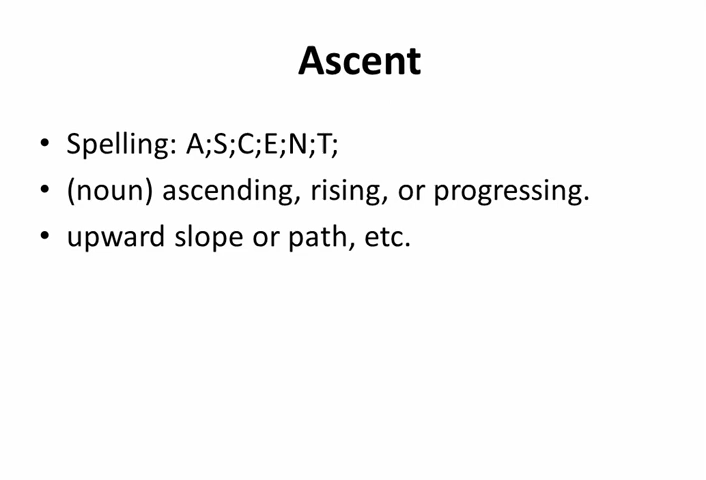 Ascent
• Spelling: A;S;C;E;N;T;
• (noun) ascending, rising, or progressing.
• upward slope or path, etc.